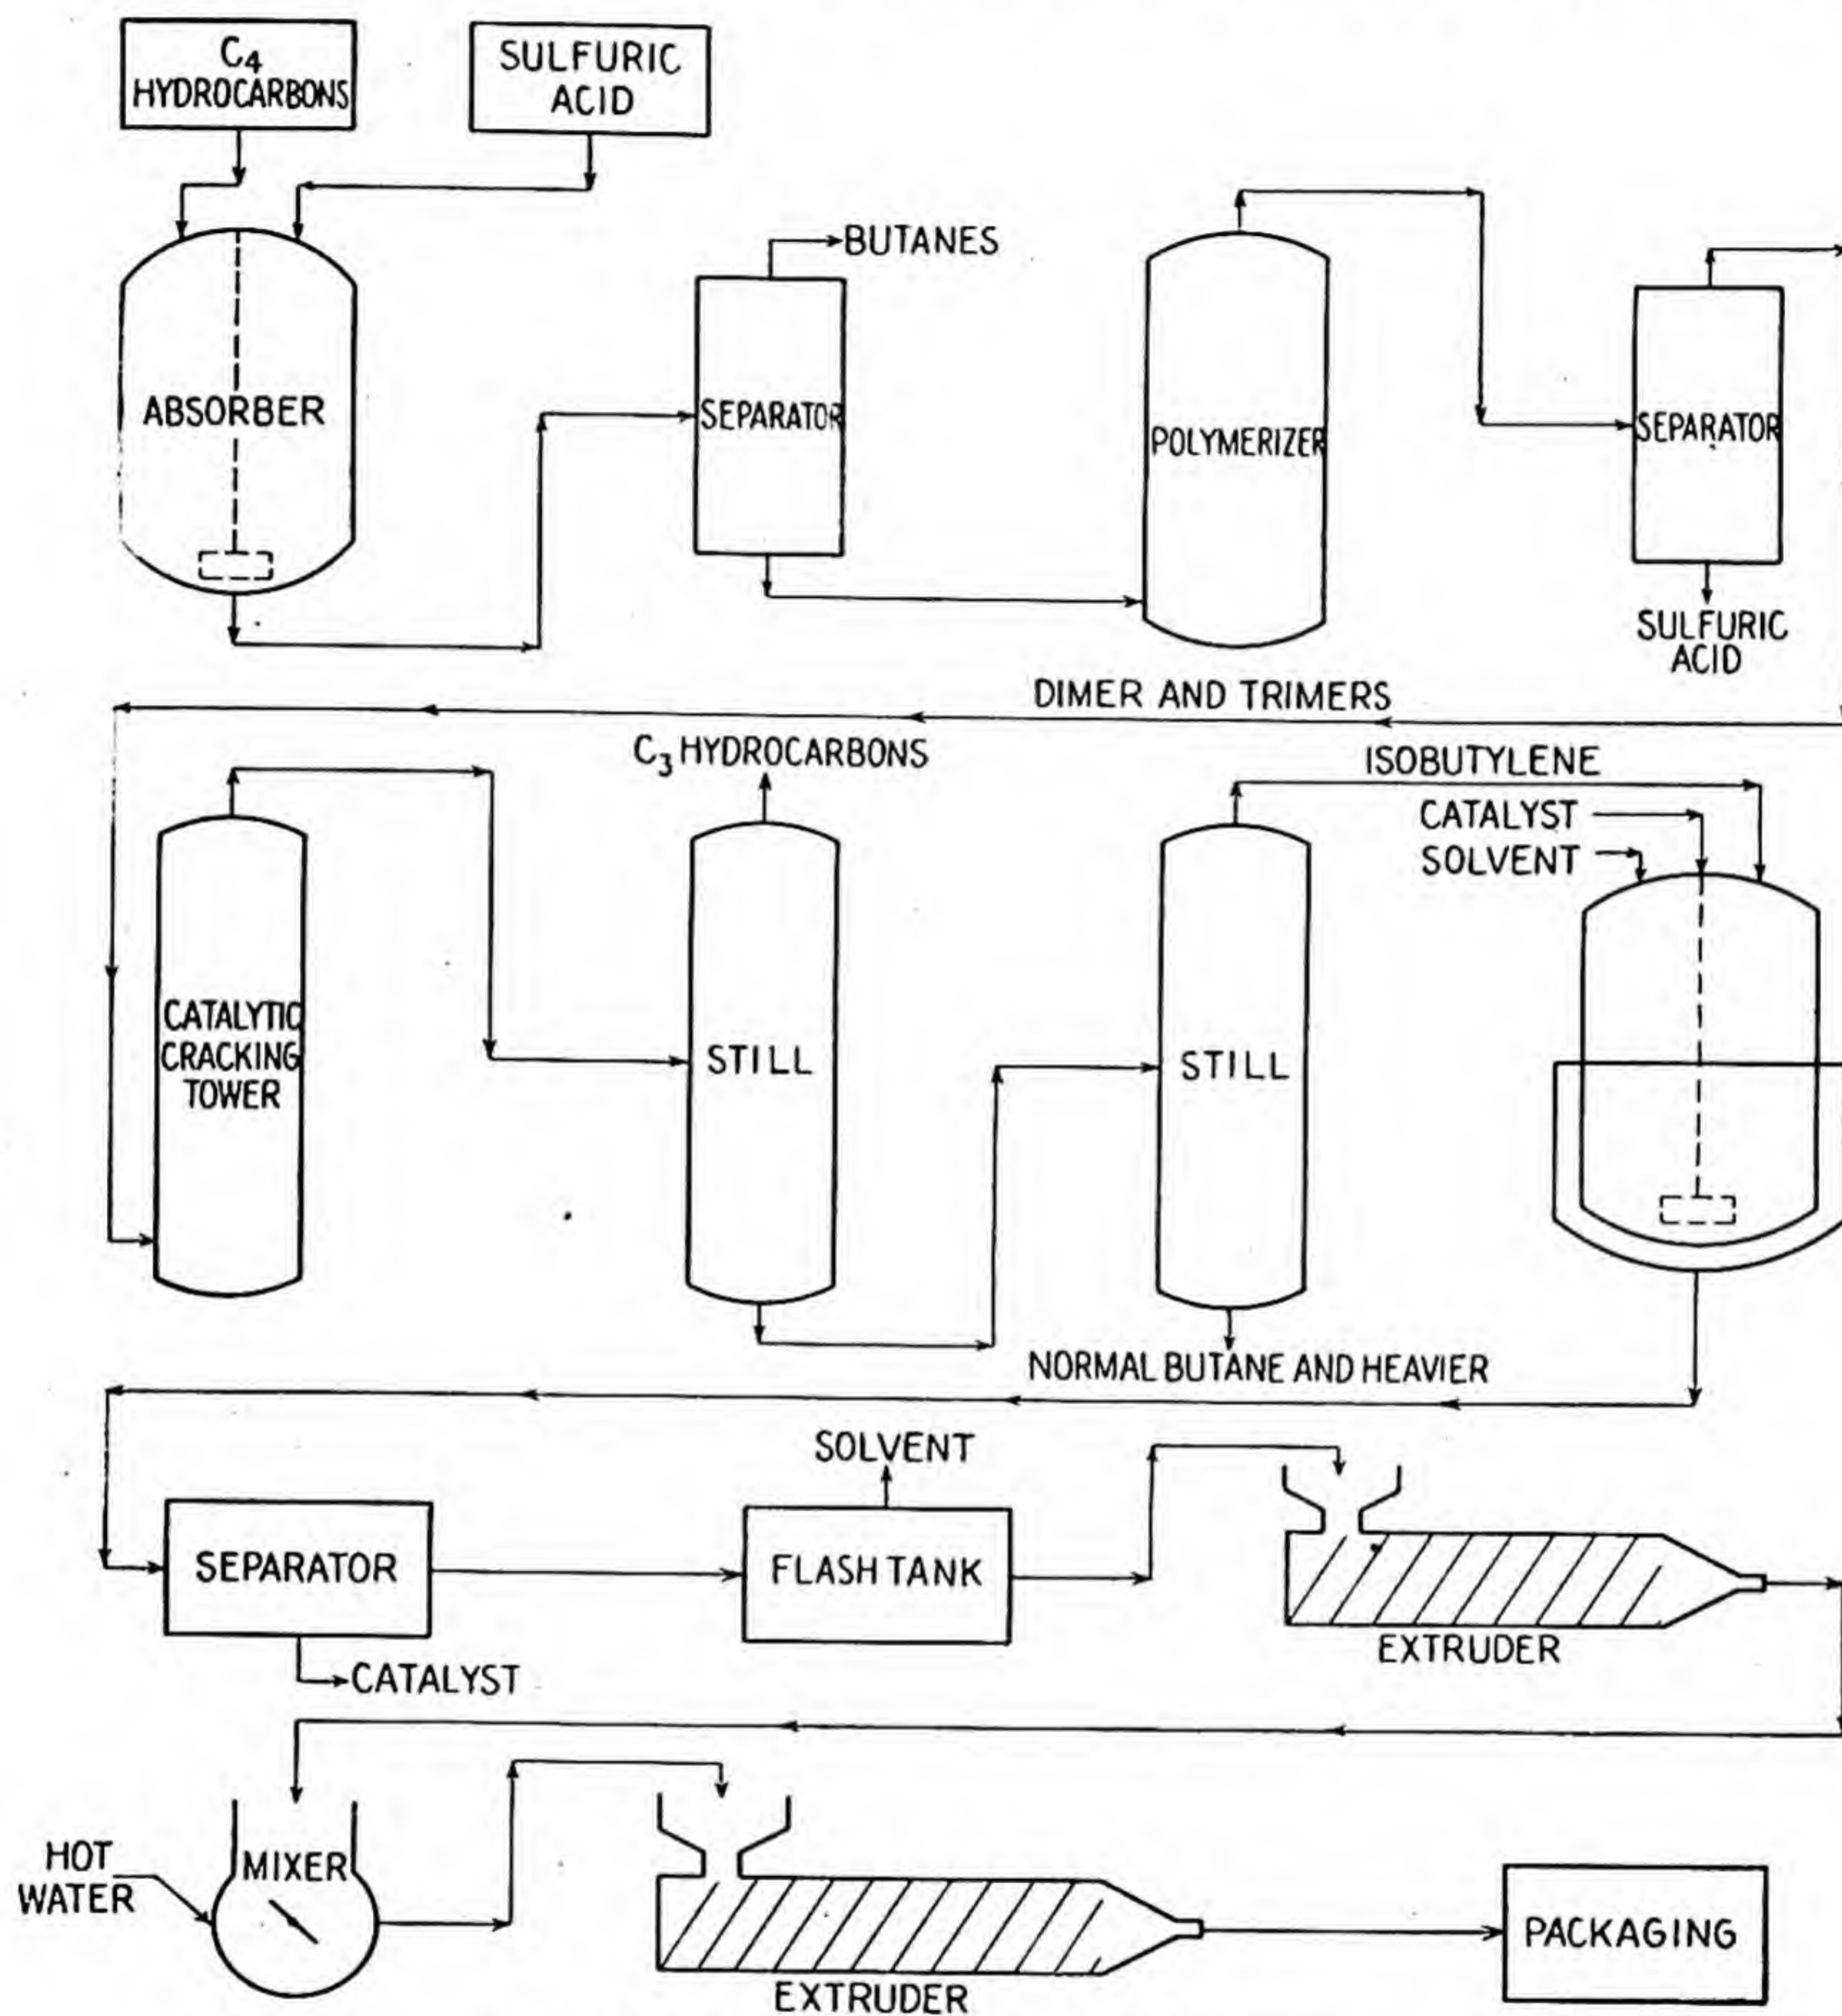 C₄
HYDROCARBONS
SULFURIC
ACID
BUTANES
ABSORBER
SEPARATOR
POLYMERIZER
SEPARATOR
SULFURIC
ACID
DIMER AND TRIMERS
C₃ HYDROCARBONS
ISOBUTYLENE
CATALYST
SOLVENT
CATALYTIC
CRACKING
TOWER
STILL
STILL
NORMAL BUTANE AND HEAVIER
SOLVENT
SEPARATOR
FLASH TANK
EXTRUDER
CATALYST
HOT
WATER
MIXER
EXTRUDER
PACKAGING